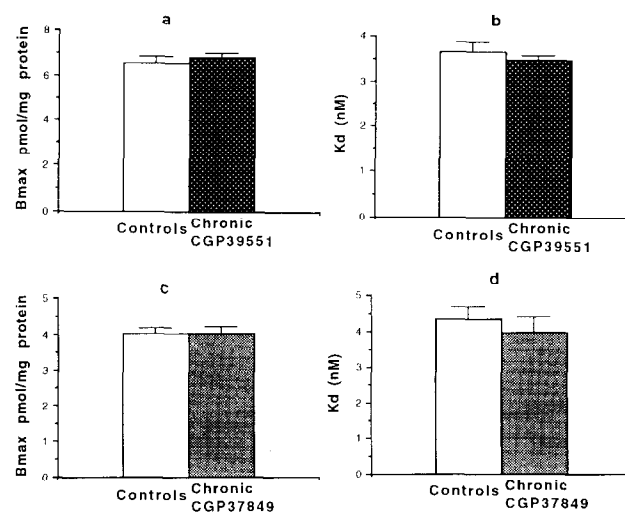 a
Bmax pmol/mg protein
8
6
4
2
0
Controls Chronic
CGP39551
b
Kd (nM)
4
3
2
1
0
Controls Chronic
CGP39551
c
Bmax pmol/mg protein
5
4
3
2
1
0
Controls Chronic
CGP37849
d
Kd (nM)
5
4
3
2
1
0
Controls Chronic
CGP37849